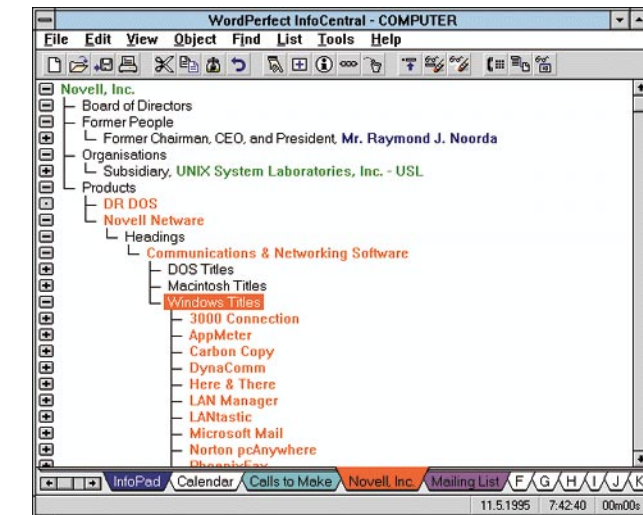 WordPerfect InfoCentral - COMPUTER
File Edit View Object Find List Tools Help
Novell, Inc.
Board of Directors
Former People
Former Chairman, CEO, and President, Mr. Raymond J. Noorda
Organisations
Subsidiary, UNIX System Laboratories, Inc. - USL
Products
DR DOS
Novell Netware
Headings
Communications & Networking Software
DOS Titles
Macintosh Titles
Windows Titles
3000 Connection
AppMeter
Carbon Copy
DynaComm
Here & There
LAN Manager
LANtastic
Microsoft Mail
Norton pcAnywhere
PhoenixFax
InfoPad Calendar Calls to Make Novell, Inc. Mailing List F G H I J K
11.5.1995 7:42:40 00m00s